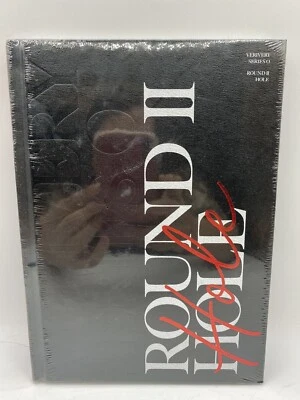 VERIVERY
SERIES O
ROUND II
HOLE
ROUND II
HOLE
Hole